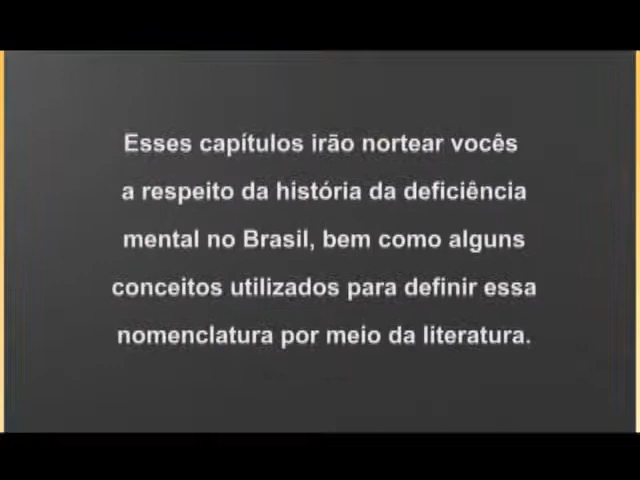 Esses capítulos irão nortear vocês
a respeito da história da deficiência
mental no Brasil, bem como alguns
conceitos utilizados para definir essa
nomenclatura por meio da literatura.